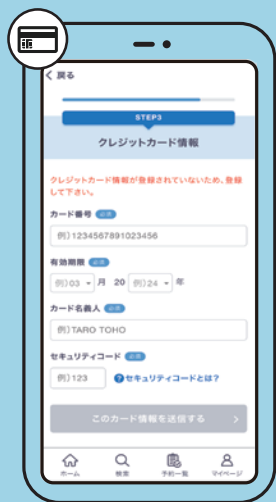 戻る
STEP3
クレジットカード情報
クレジットカード情報が登録されていないため、登録
して下さい。
カード番号 必須
例)1234567891023456
有効期限 必須
例)03 月 20 例)24 年
カード名義人 必須
例)TARO TOHO
セキュリティコード 必須
例)123 ?セキュリティコードとは?
このカード情報を送信する
ホーム 検索 予約一覧 マイページ